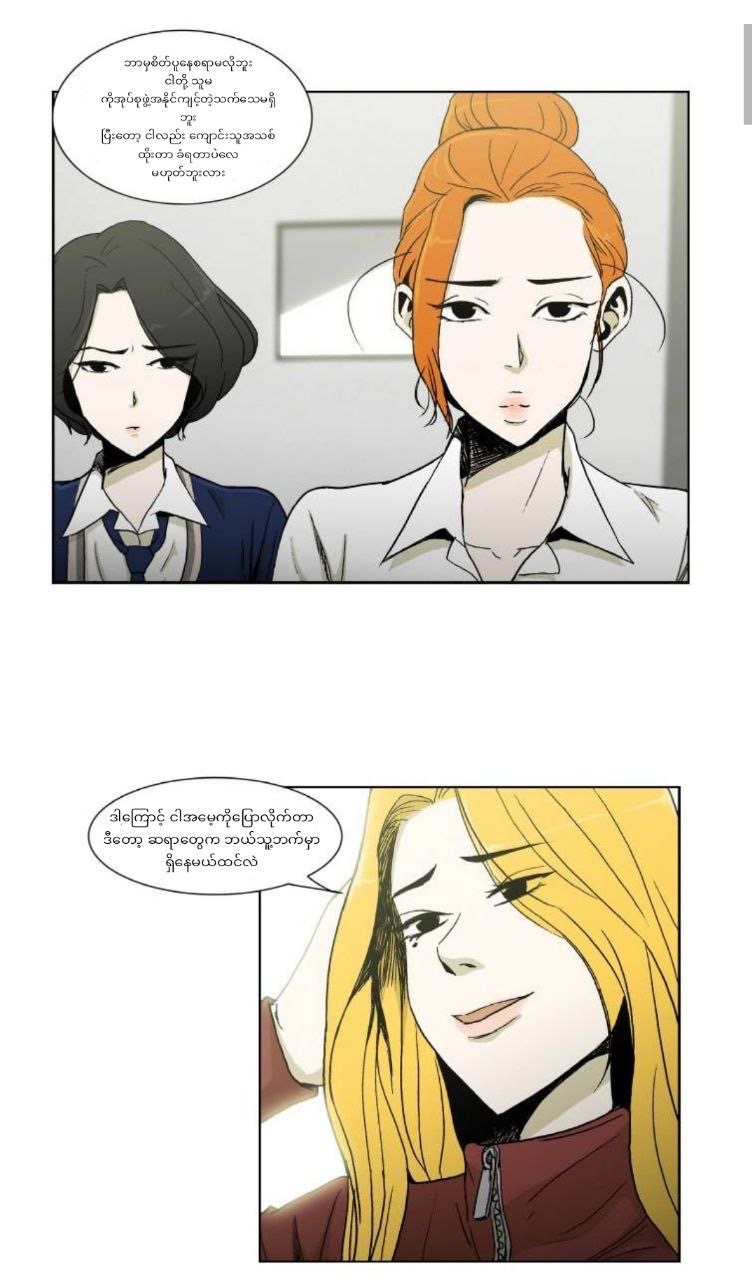 ဘာမှစိတ်ပူနေစရာမလိုဘူး
ငါတို့ သူမ
ကိုအုပ်စုဖွဲ့အနိုင်ကျင့်တဲ့သက်သေမရှိ
ဘူး
ပြီးတော့ ငါလည်း ကျောင်းသူအသစ်
ထိုးတာ ခံရတာပဲလေ
မဟုတ်ဘူးလား
ဒါကြောင့် ငါအမေ့ကိုပြောလိုက်တာ
ဒီတော့ ဆရာတွေက ဘယ်သူ့ဘက်မှာ
ရှိနေမယ်ထင်လဲ